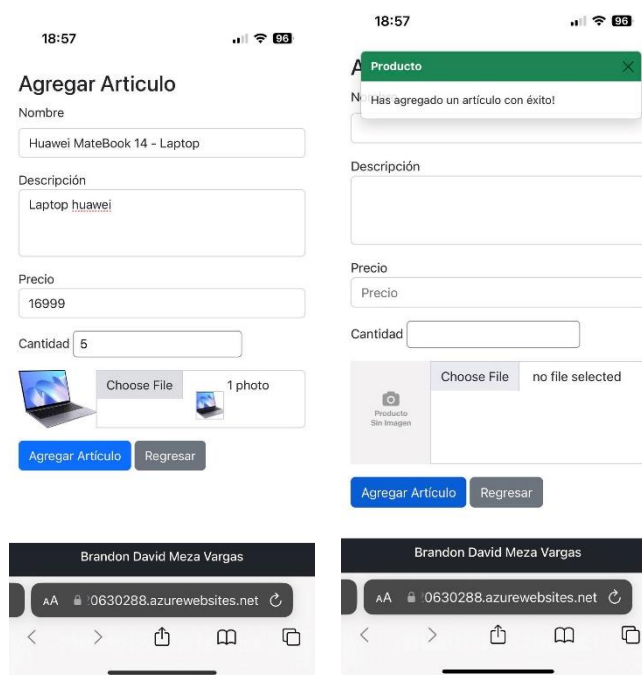 18:57
96
Agregar Articulo
Nombre
Huawei MateBook 14 - Laptop
Descripción
Laptop huawei
Precio
16999
Cantidad 5
Choose File 1 photo
Agregar Artículo Regresar
Brandon David Meza Vargas
AA 0630288.azurewebsites.net
18:57
96
A
Producto
Has agregado un artículo con éxito!
Descripción
Precio
Precio
Cantidad
Choose File no file selected
Producto
Sin Imagen
Agregar Artículo Regresar
Brandon David Meza Vargas
AA 0630288.azurewebsites.net